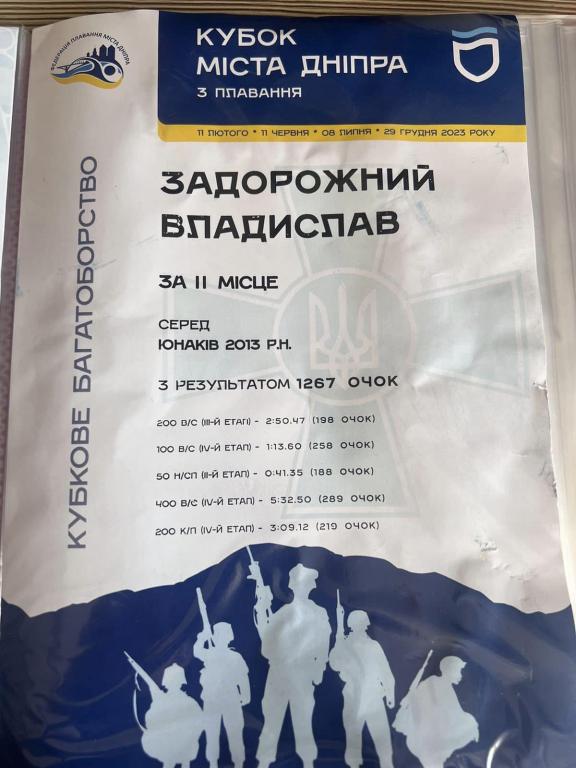 ФЕДЕРАЦІЯ ПЛАВАННЯ МІСТА ДНІПРА
КУБОК
МІСТА ДНІПРА
З ПЛАВАННЯ
11 ЛЮТОГО * 11 ЧЕРВНЯ * 08 ЛИПНЯ * 29 ГРУДНЯ 2023 РОКУ
КУБКОВЕ БАГАТОБОРСТВО
ЗАДОРОЖНИЙ
ВЛАДИСЛАВ
ЗА II МІСЦЕ
СЕРЕД
ЮНАКІВ 2013 Р.Н.
З РЕЗУЛЬТАТОМ 1267 ОЧОК
200 В/С (III-Й ЕТАП) - 2:50.47 (198 ОЧОК)
100 В/С (IV-Й ЕТАП) - 1:13.60 (258 ОЧОК)
50 Н/СП (II-Й ЕТАП) - 0:41.35 (188 ОЧОК)
400 В/С (IV-Й ЕТАП) - 5:32.50 (289 ОЧОК)
200 К/П (IV-Й ЕТАП) - 3:09.12 (219 ОЧОК)